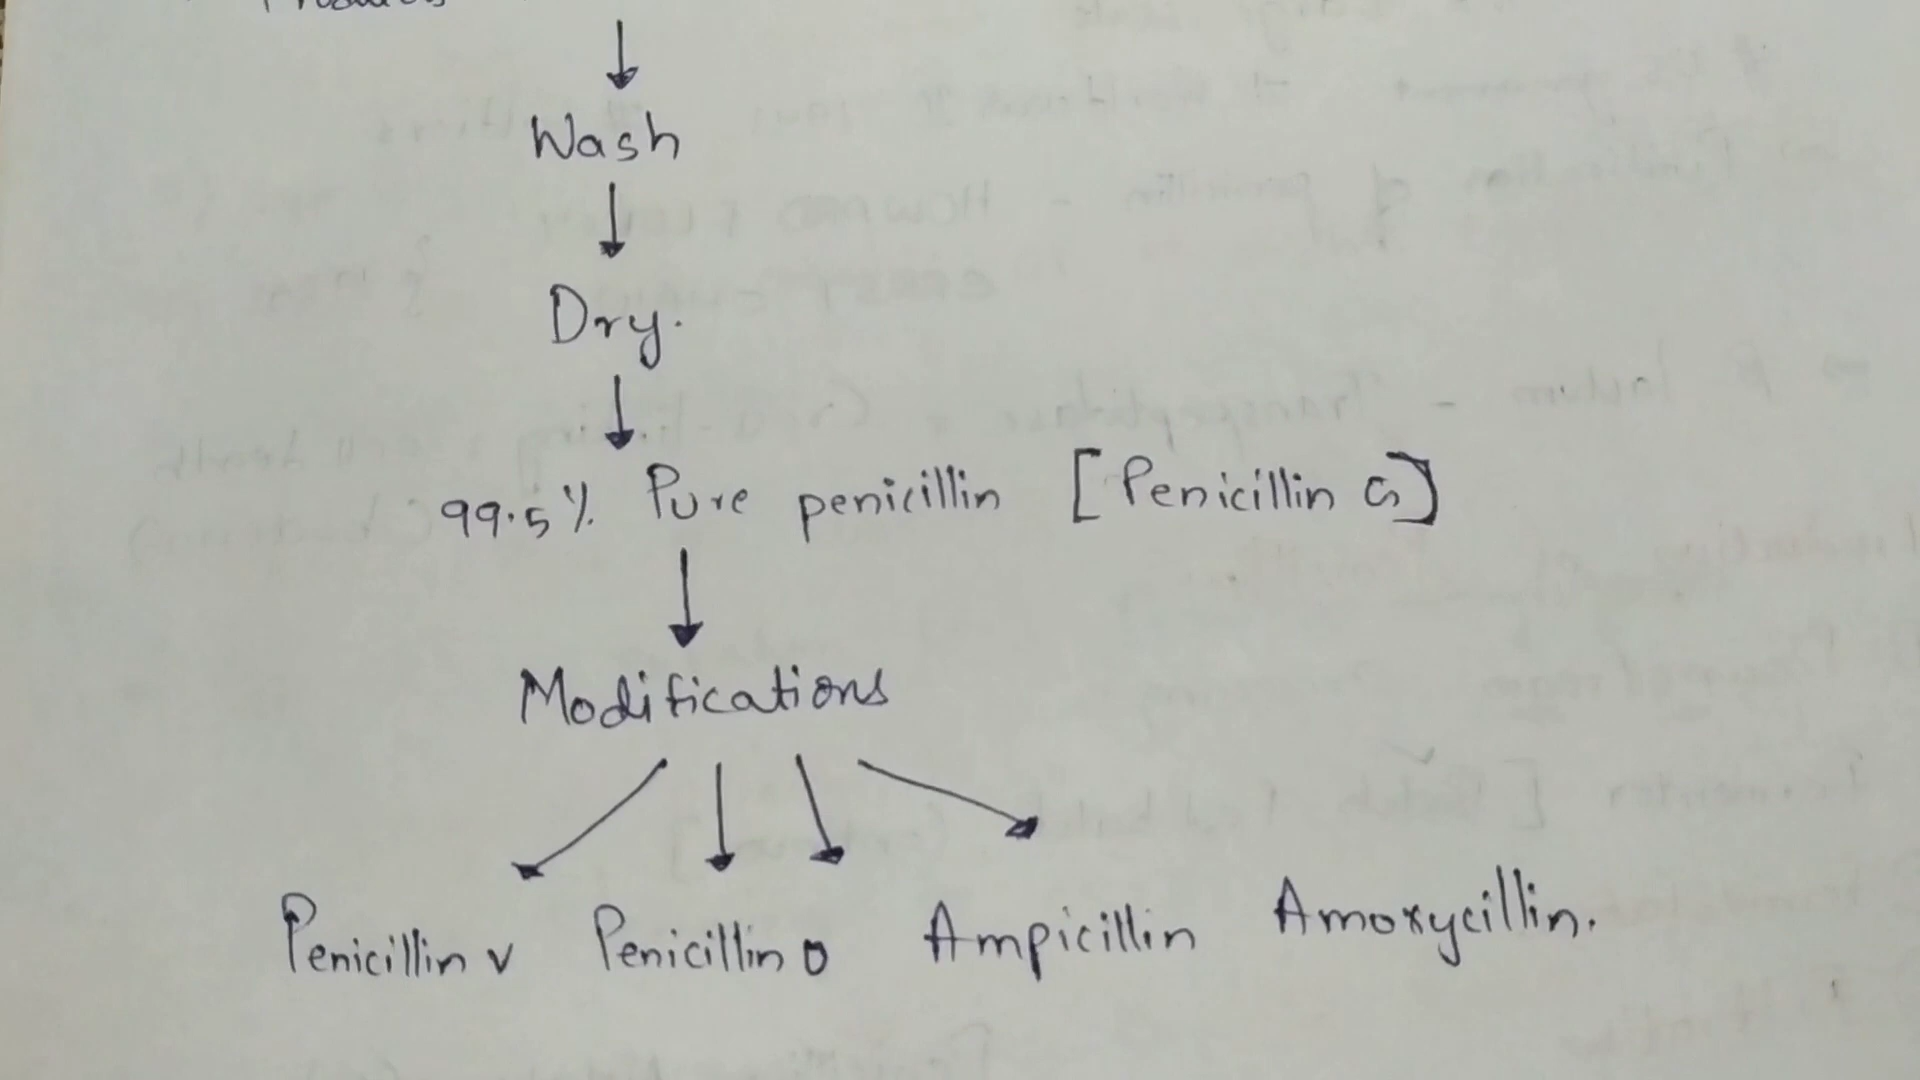 Wash
Dry.
99.5% Pure penicillin [Penicillin G]
Modifications
Penicillin V Penicillin O Ampicillin Amoxycillin.